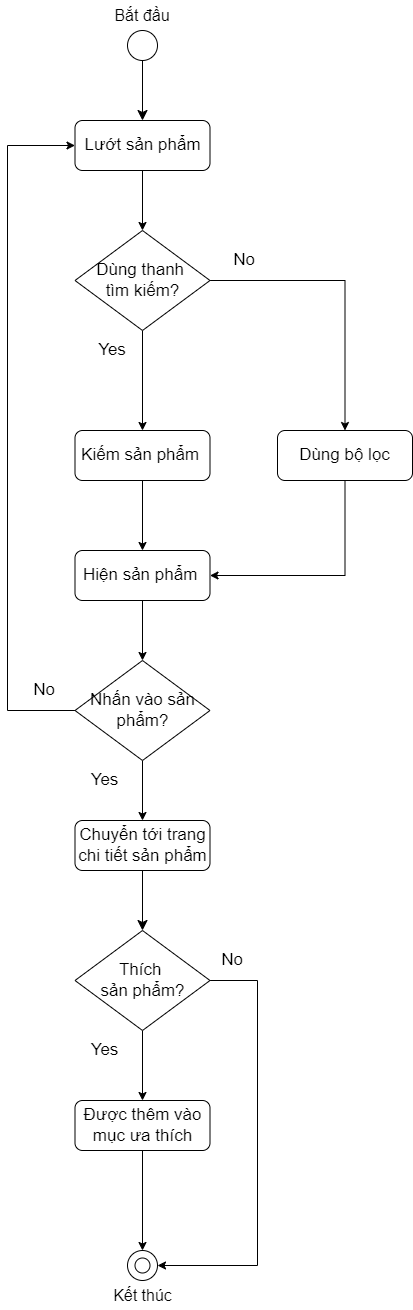 Bắt đầu
Lướt sản phẩm
Dùng thanh
tìm kiếm?
No
Yes
Kiếm sản phẩm
Dùng bộ lọc
Hiện sản phẩm
Nhấn vào sản
phẩm?
No
Yes
Chuyển tới trang
chi tiết sản phẩm
Thích
sản phẩm?
No
Yes
Được thêm vào
mục ưa thích
Kết thúc